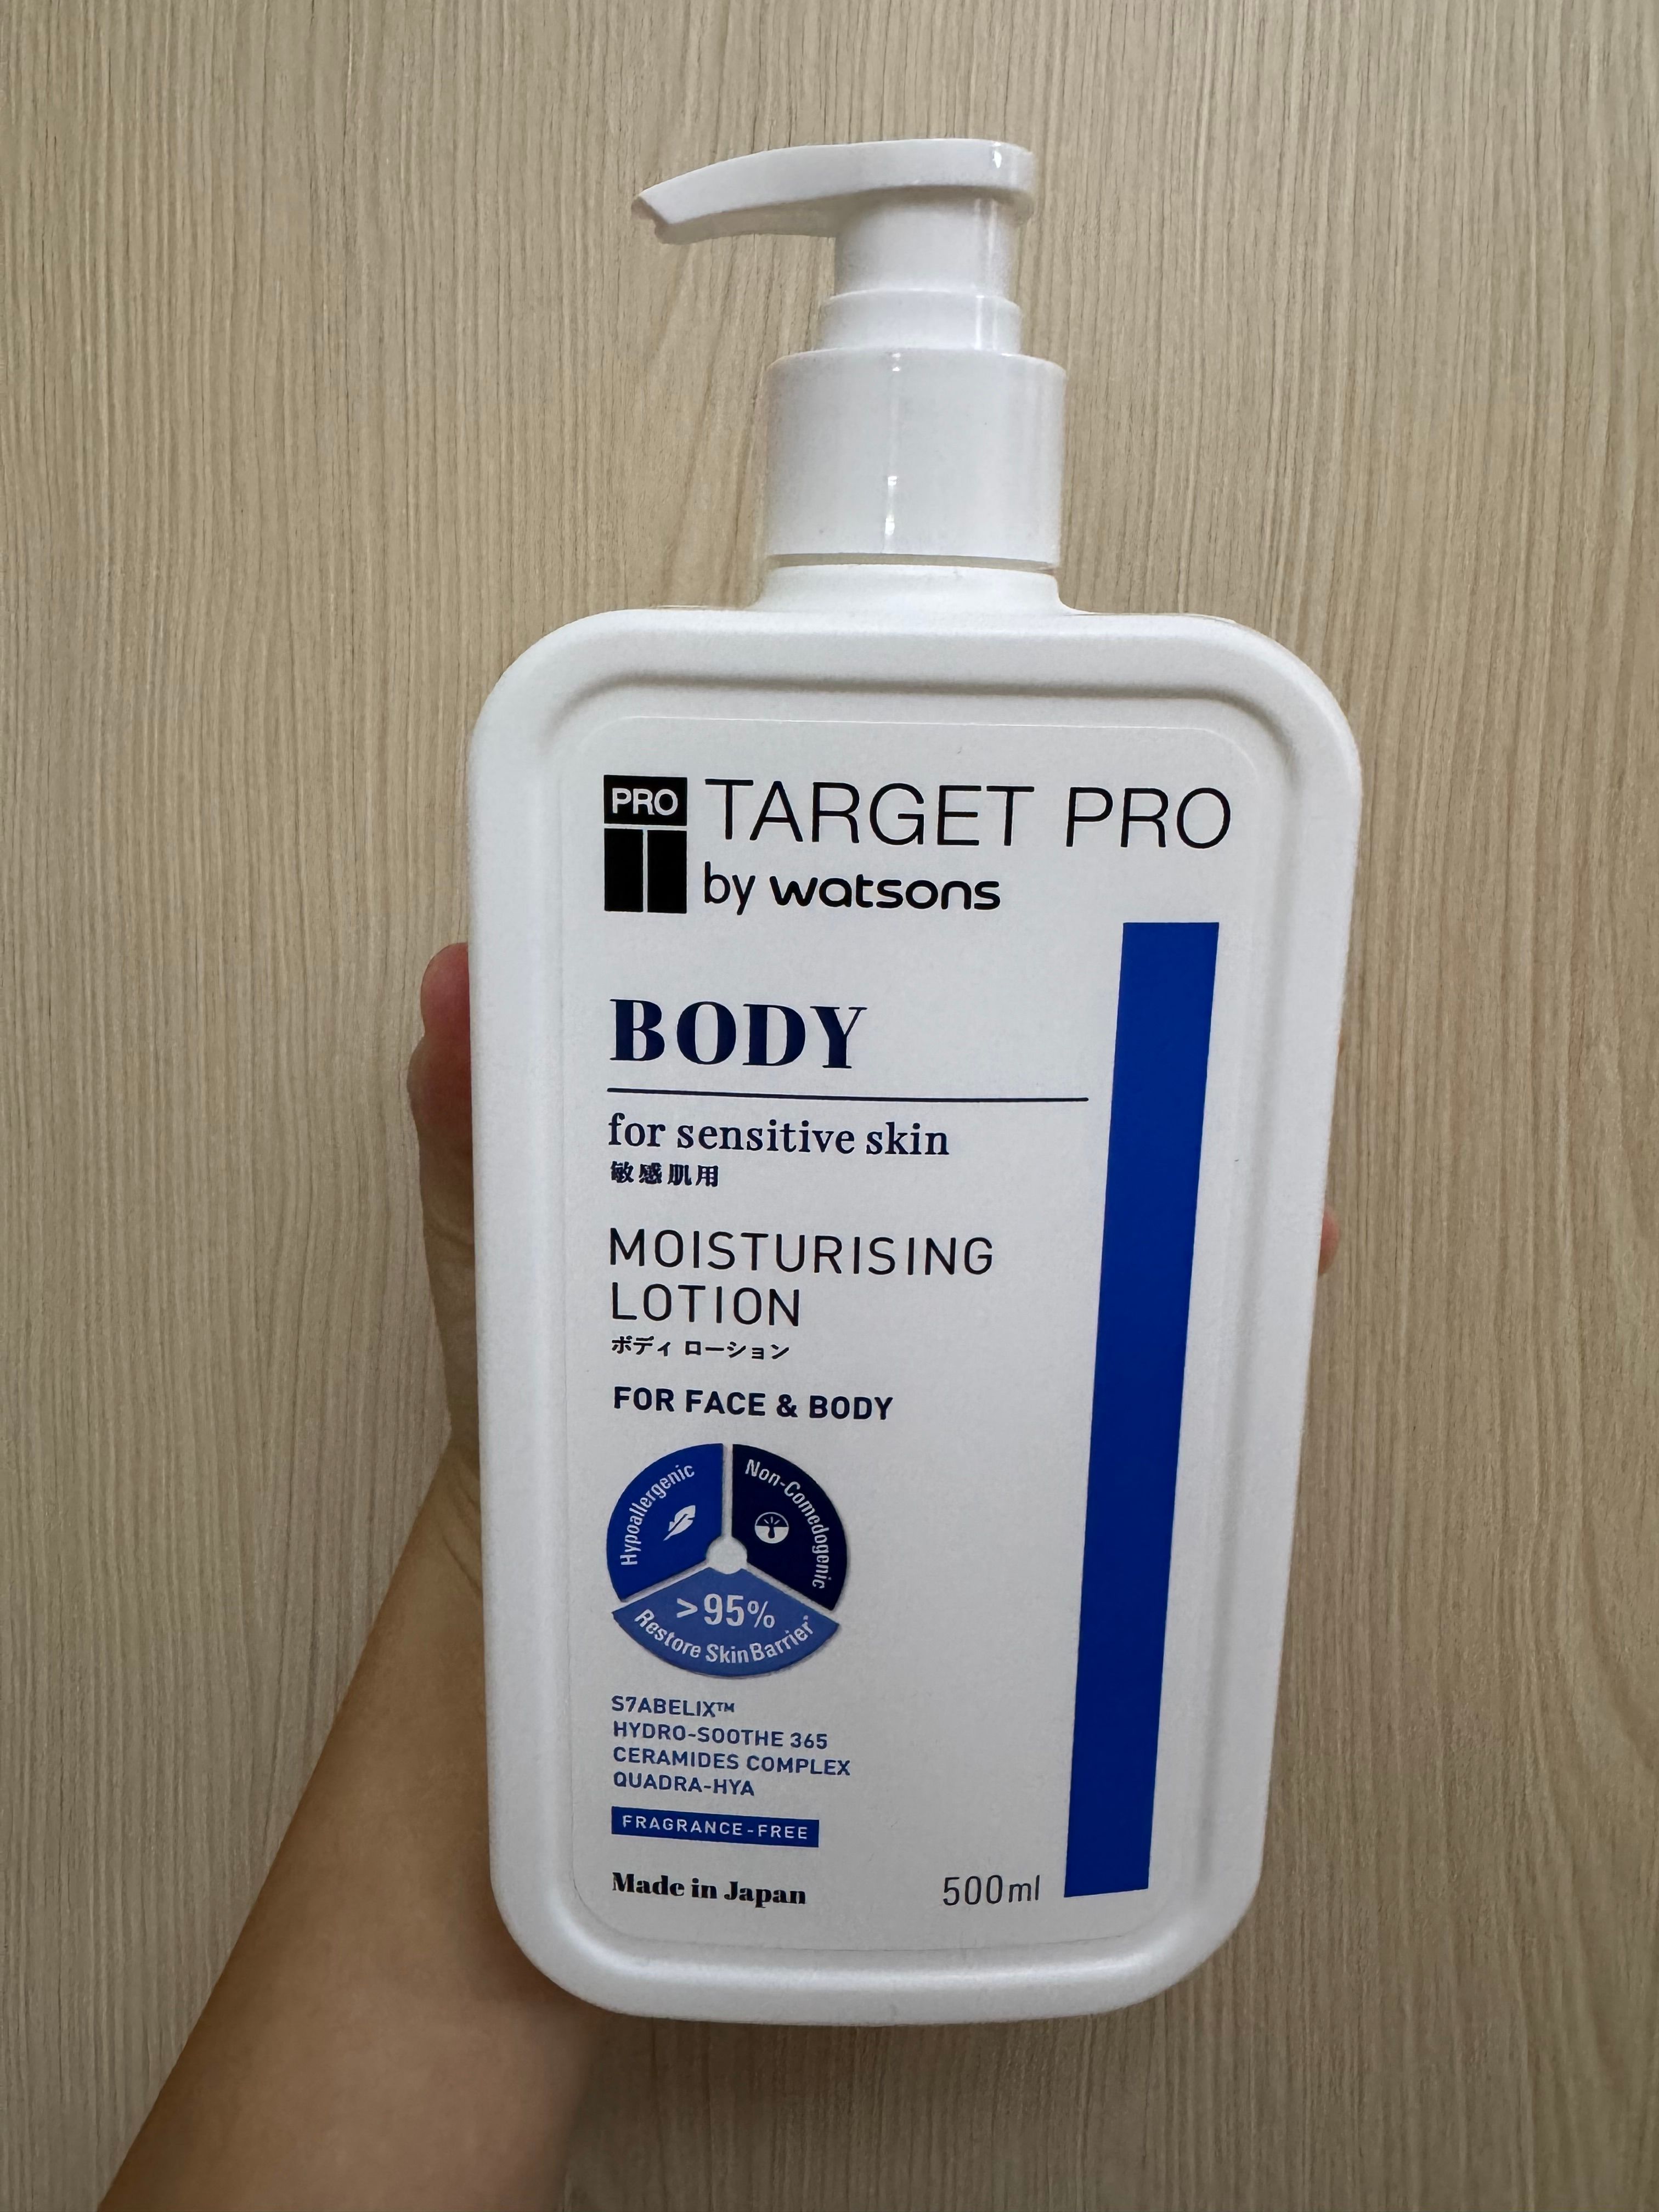 PRO
TARGET PRO
by watsons
BODY
for sensitive skin
敏感肌用
MOISTURISING
LOTION
ボディ ローション
FOR FACE & BODY
Hypoallergenic
Non-Comedogenic
>95%
Restore Skin Barrier*
S7ABELIX™
HYDRO-SOOTHE 365
CERAMIDES COMPLEX
QUADRA-HYA
FRAGRANCE-FREE
Made in Japan
500ml